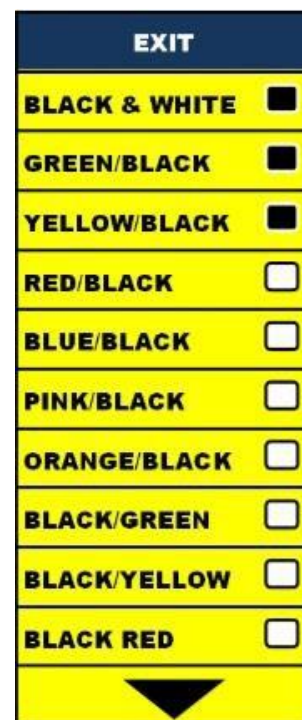 EXIT
BLACK & WHITE
GREEN/BLACK
YELLOW/BLACK
RED/BLACK
BLUE/BLACK
PINK/BLACK
ORANGE/BLACK
BLACK/GREEN
BLACK/YELLOW
BLACK RED